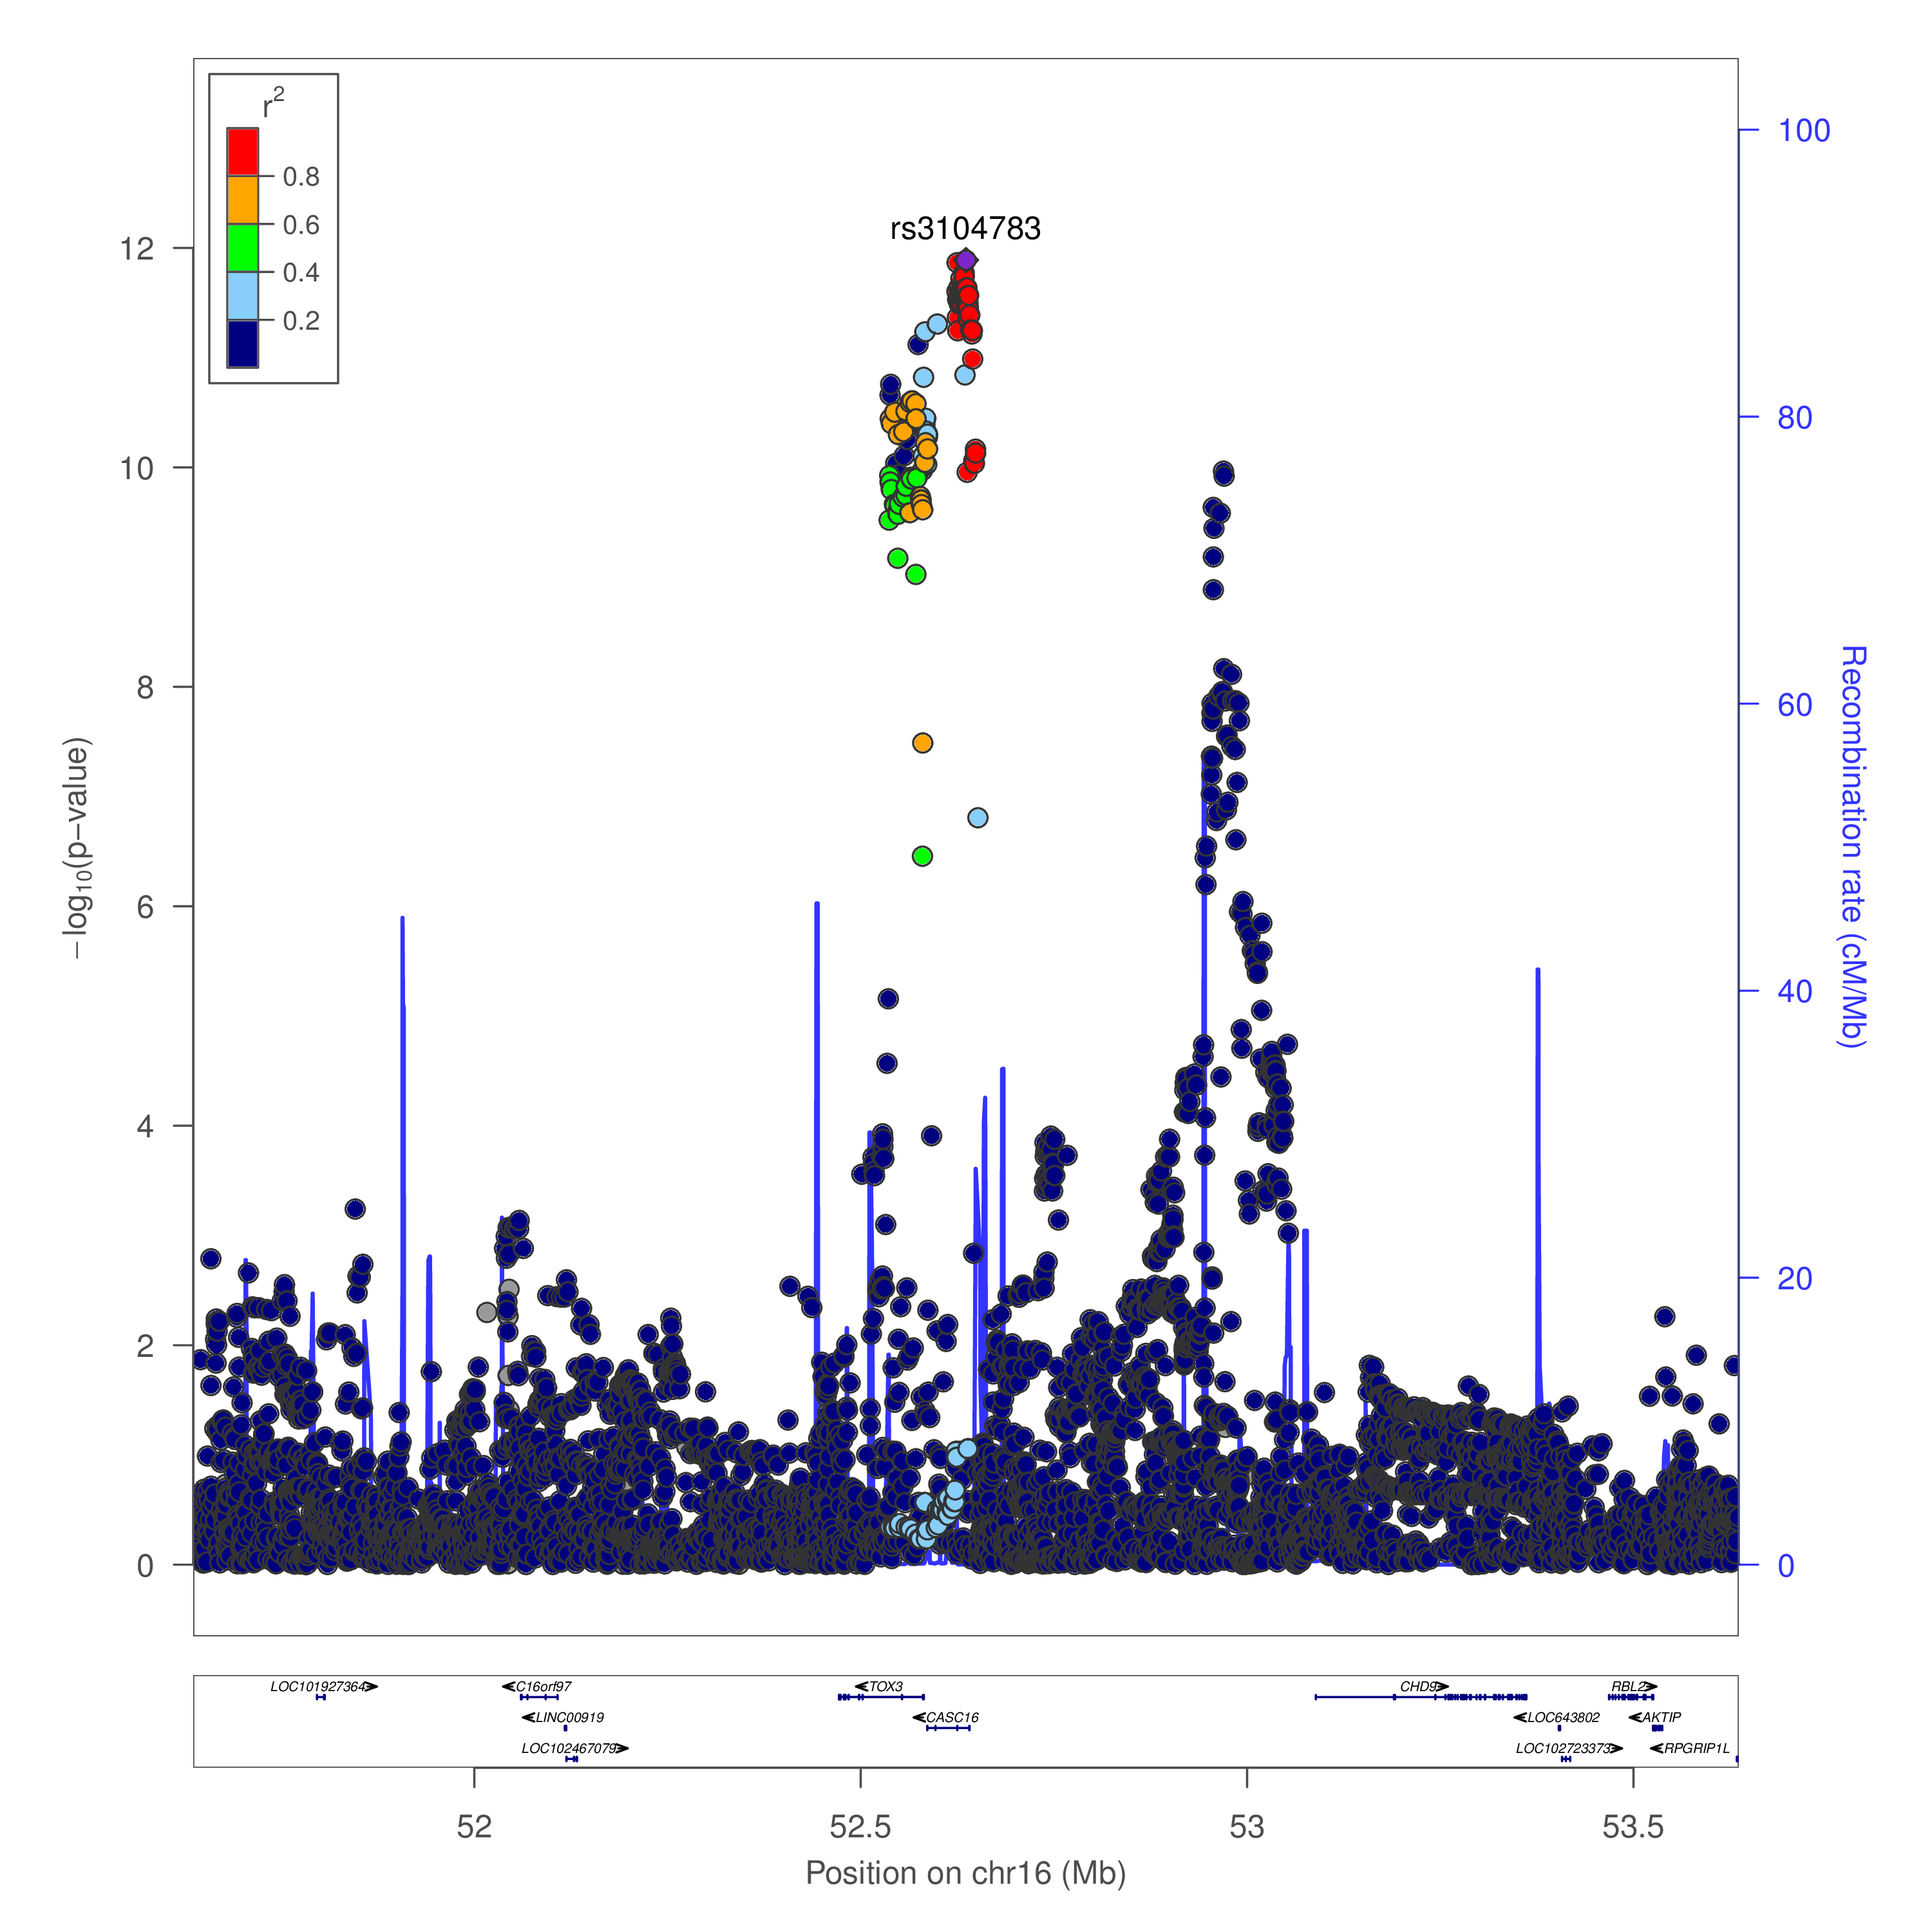 r2
0.8
0.6
0.4
0.2
rs3104783
12
10
8
6
4
2
0
−log10(p−value)
100
80
60
40
20
0
Recombination rate (cM/Mb)
LOC101927364
C16orf97
TOX3
CHD9
RBL2
LINC00919
CASC16
LOC643802
AKTIP
LOC102467079
LOC102723373
RPGRIP1L
52
52.5
53
53.5
Position on chr16 (Mb)